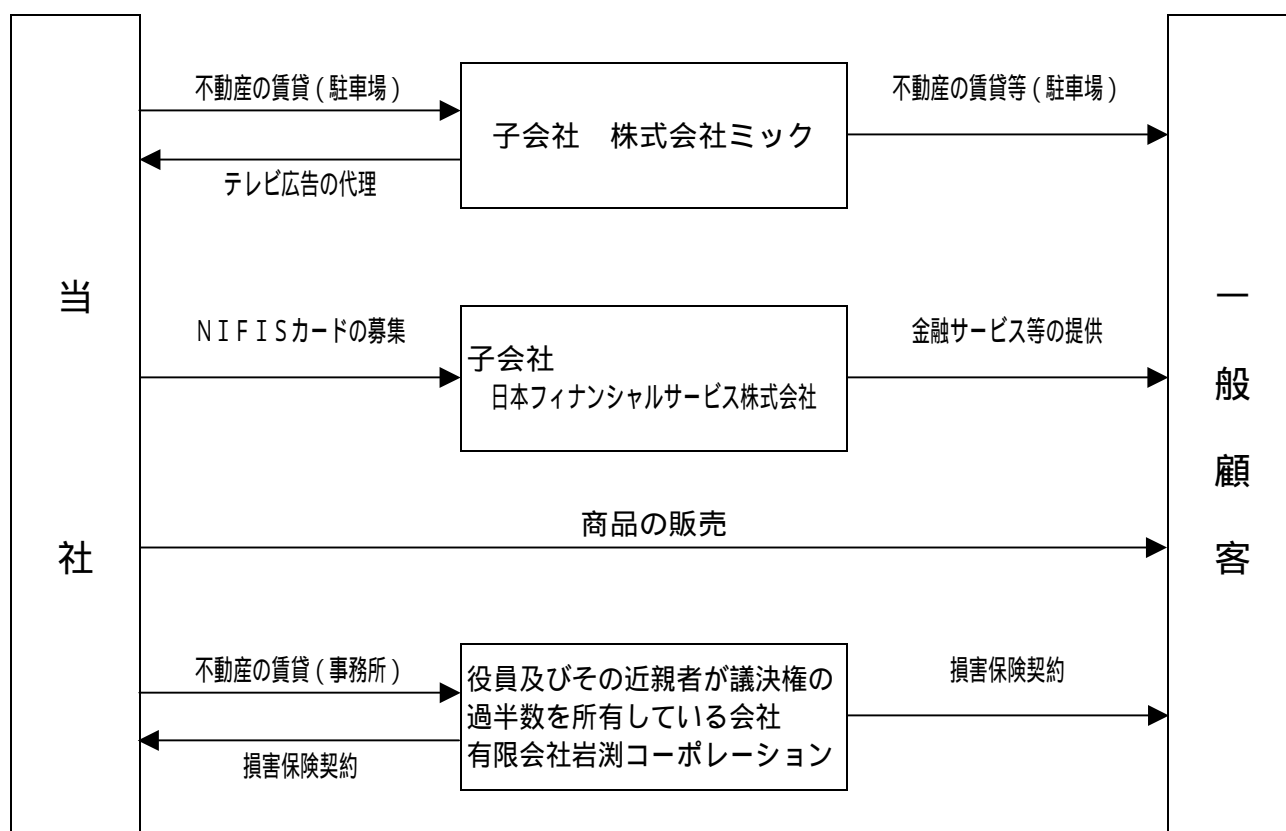 不動産の賃貸(駐車場)
子会社　株式会社ミック
不動産の賃貸等(駐車場)
テレビ広告の代理
当社
一般顧客
ＮＩＦＩＳカードの募集
子会社
日本フィナンシャルサービス株式会社
金融サービス等の提供
商品の販売
不動産の賃貸(事務所)
役員及びその近親者が議決権の
過半数を所有している会社
有限会社岩渕コーポレーション
損害保険契約
損害保険契約